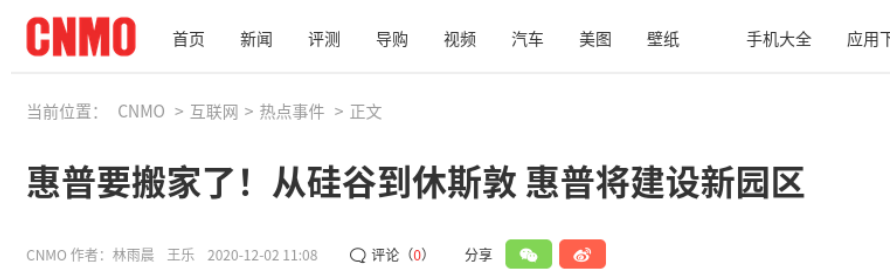 CNMO 首页 新闻 评测 导购 视频 汽车 美图 壁纸 手机大全 应用下
当前位置： CNMO > 互联网 > 热点事件 > 正文
惠普要搬家了！从硅谷到休斯敦 惠普将建设新园区
CNMO 作者：林雨晨 王乐 2020-12-02 11:08 评论（0） 分享